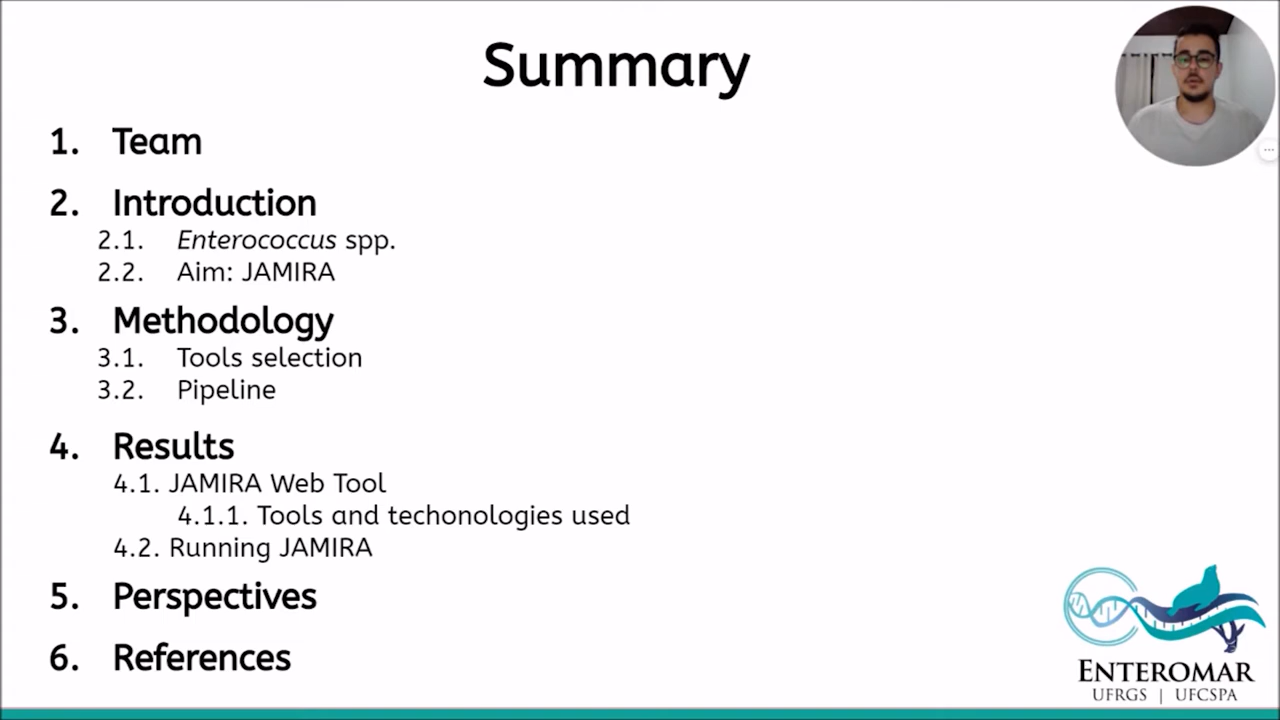 Summary
1. Team
2. Introduction
2.1. Enterococcus spp.
2.2. Aim: JAMIRA
3. Methodology
3.1. Tools selection
3.2. Pipeline
4. Results
4.1. JAMIRA Web Tool
4.1.1. Tools and techonologies used
4.2. Running JAMIRA
5. Perspectives
6. References
ENTEROMAR
UFRGS | UFCSPA